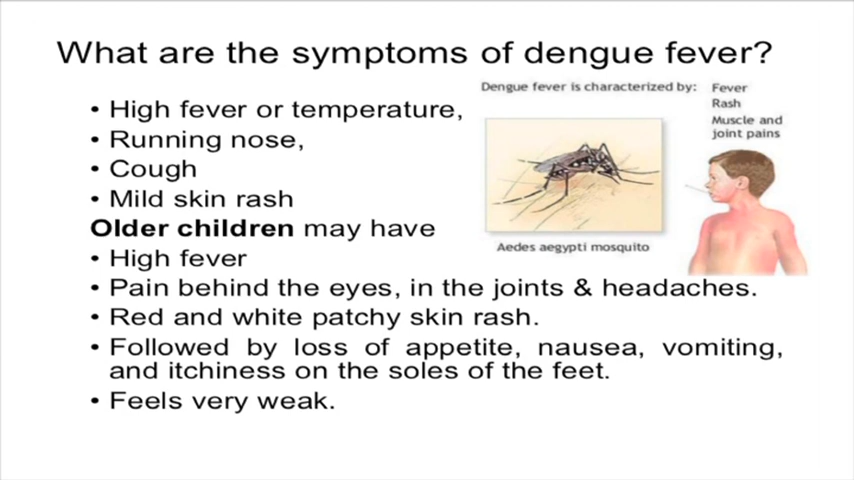 What are the symptoms of dengue fever?
Dengue fever is characterized by:
Fever
Rash
Muscle and
joint pains
• High fever or temperature,
• Running nose,
• Cough
• Mild skin rash
Aedes aegypti mosquito
Older children may have
• High fever
• Pain behind the eyes, in the joints & headaches.
• Red and white patchy skin rash.
• Followed by loss of appetite, nausea, vomiting,
and itchiness on the soles of the feet.
• Feels very weak.